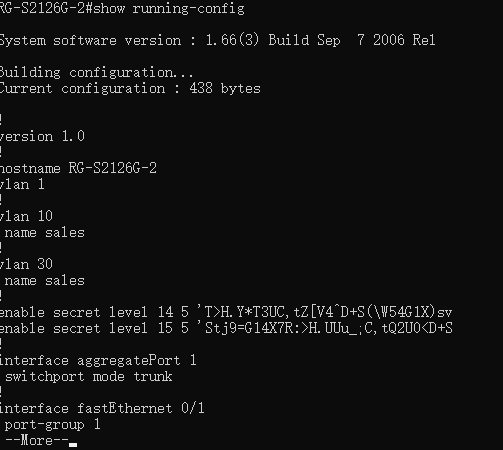 RG-S2126G-2#show running-config
System software version : 1.66(3) Build Sep  7 2006 Rel
Building configuration...
Current configuration : 438 bytes
!
version 1.0
!
hostname RG-S2126G-2
vlan 1
!
vlan 10
 name sales
!
vlan 30
 name sales
!
enable secret level 14 5 'T>H.Y*T3UC,tZ[V4^D+S(\W54G1X)sv
enable secret level 15 5 'Stj9=G14X7R:>H.UUu_;C,tQ2U0<D+S
!
interface aggregatePort 1
 switchport mode trunk
!
interface fastEthernet 0/1
 port-group 1
 --More--